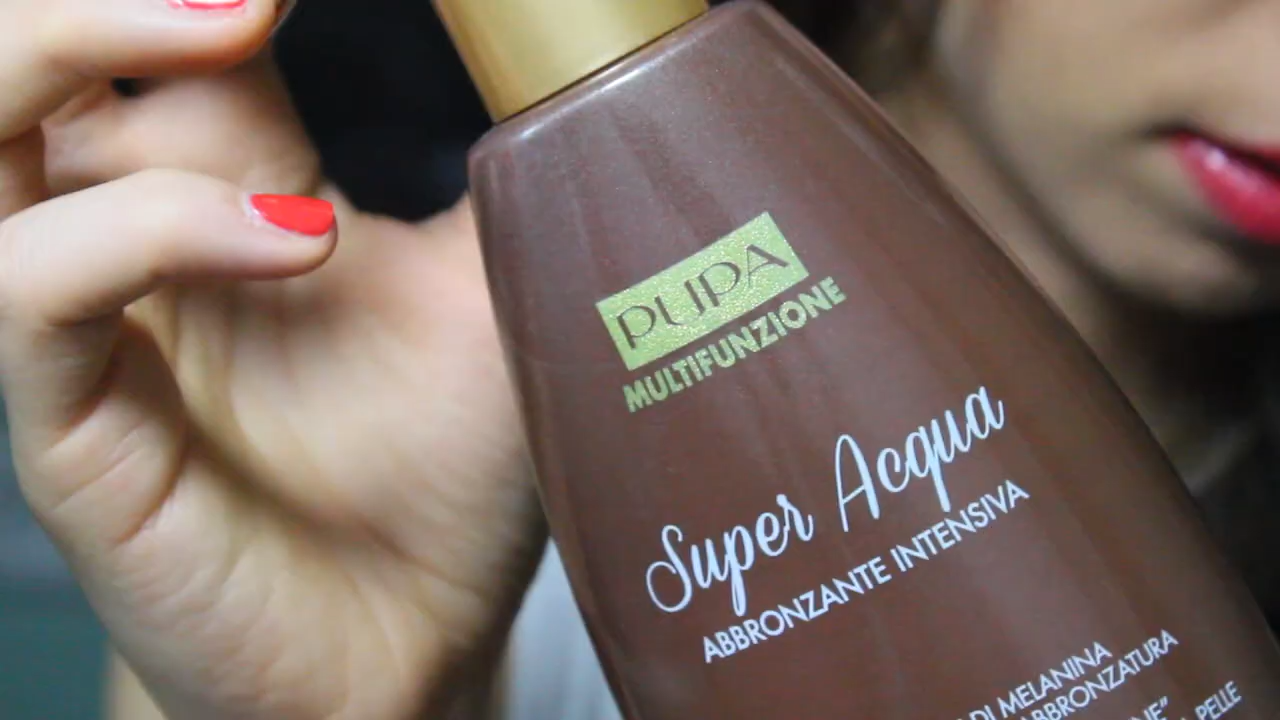 PUPA
MULTIFUNZIONE
Super Acqua
ABBRONZANTE INTENSIVA
DI MELANINA
ABBRONZATURA
PELLE